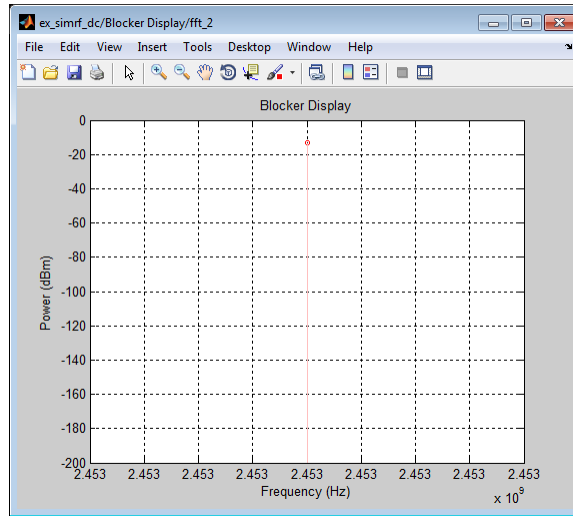 ex_simrf_dc/Blocker Display/fft_2
File Edit View Insert Tools Desktop Window Help
Blocker Display
0
-20
-40
-60
-80
-100
-120
-140
-160
-180
-200
Power (dBm)
2.453 2.453 2.453 2.453 2.453 2.453 2.453 2.453 2.453
Frequency (Hz)
x 10^9